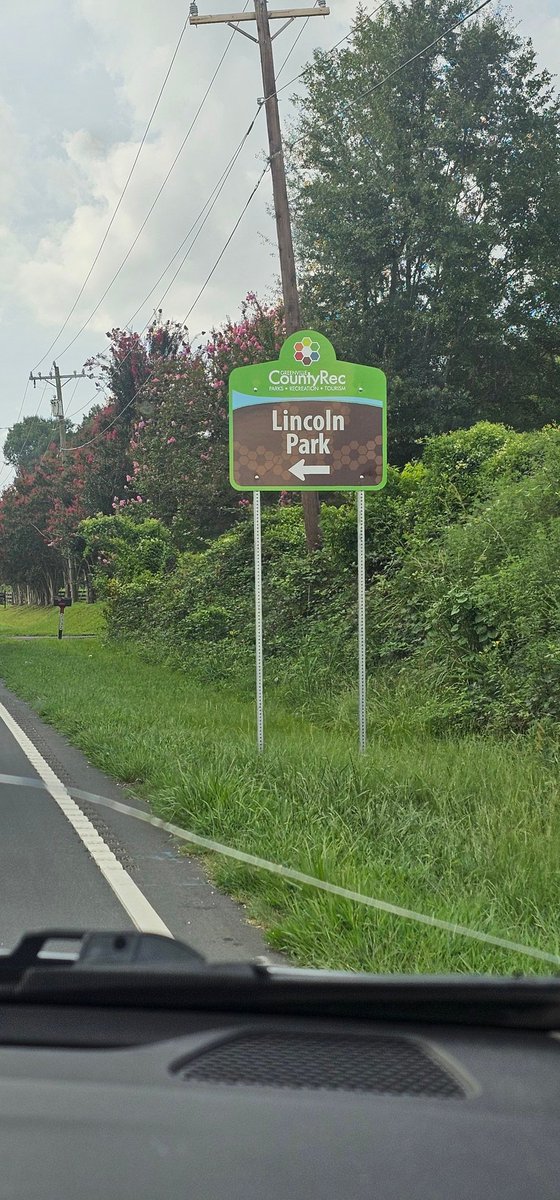 GREENVILLE
CountyRec
PARKS • RECREATION • TOURISM
Lincoln
Park